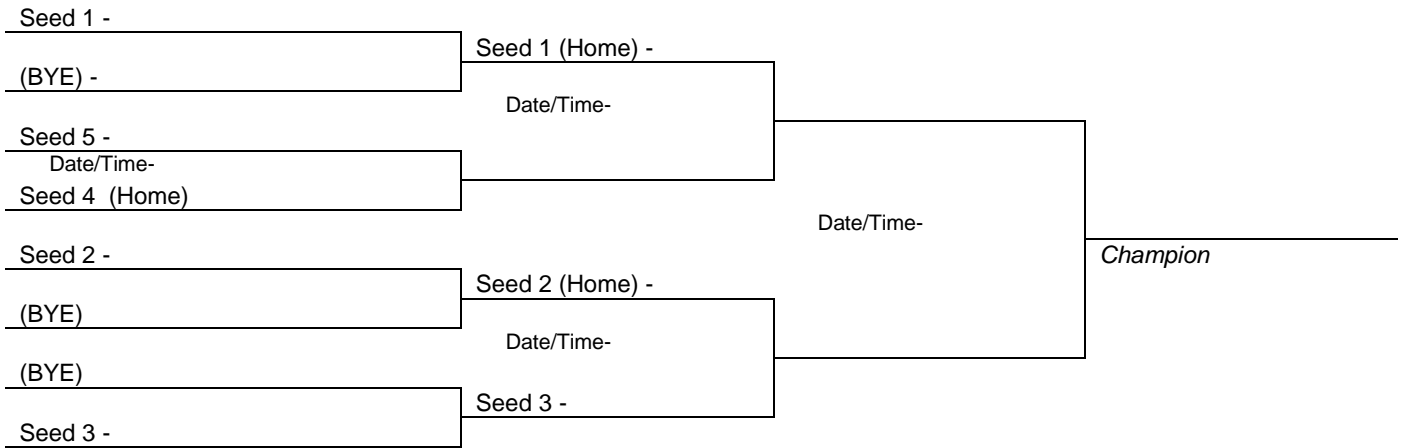 Seed 1 -
Seed 1 (Home) -
(BYE) -
Date/Time-
Seed 5 -
Date/Time-
Seed 4 (Home)
Date/Time-
Seed 2 -
Champion
Seed 2 (Home) -
(BYE)
Date/Time-
(BYE)
Seed 3 -
Seed 3 -